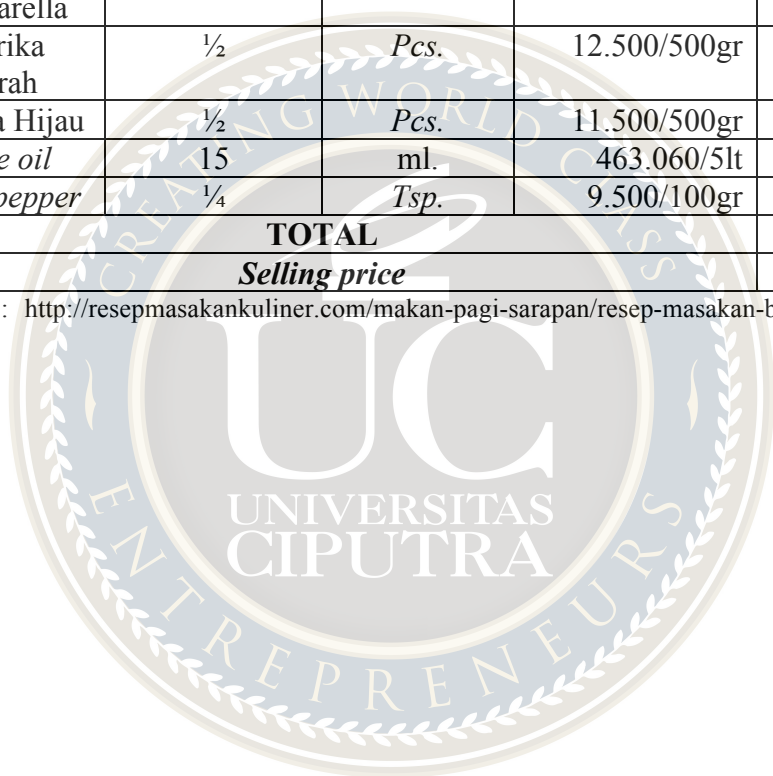 arella
rika ½ Pcs. 12.500/500gr
rah
a Hijau ½ Pcs. 11.500/500gr
e oil 15 ml. 463.060/5lt
pepper ¼ Tsp. 9.500/100gr
TOTAL
Selling price
: http://resepmasakankuliner.com/makan-pagi-sarapan/resep-masakan-b
CREATING WORLD CLASS
UC
UNIVERSITAS
CIPUTRA
ENTREPRENEURS